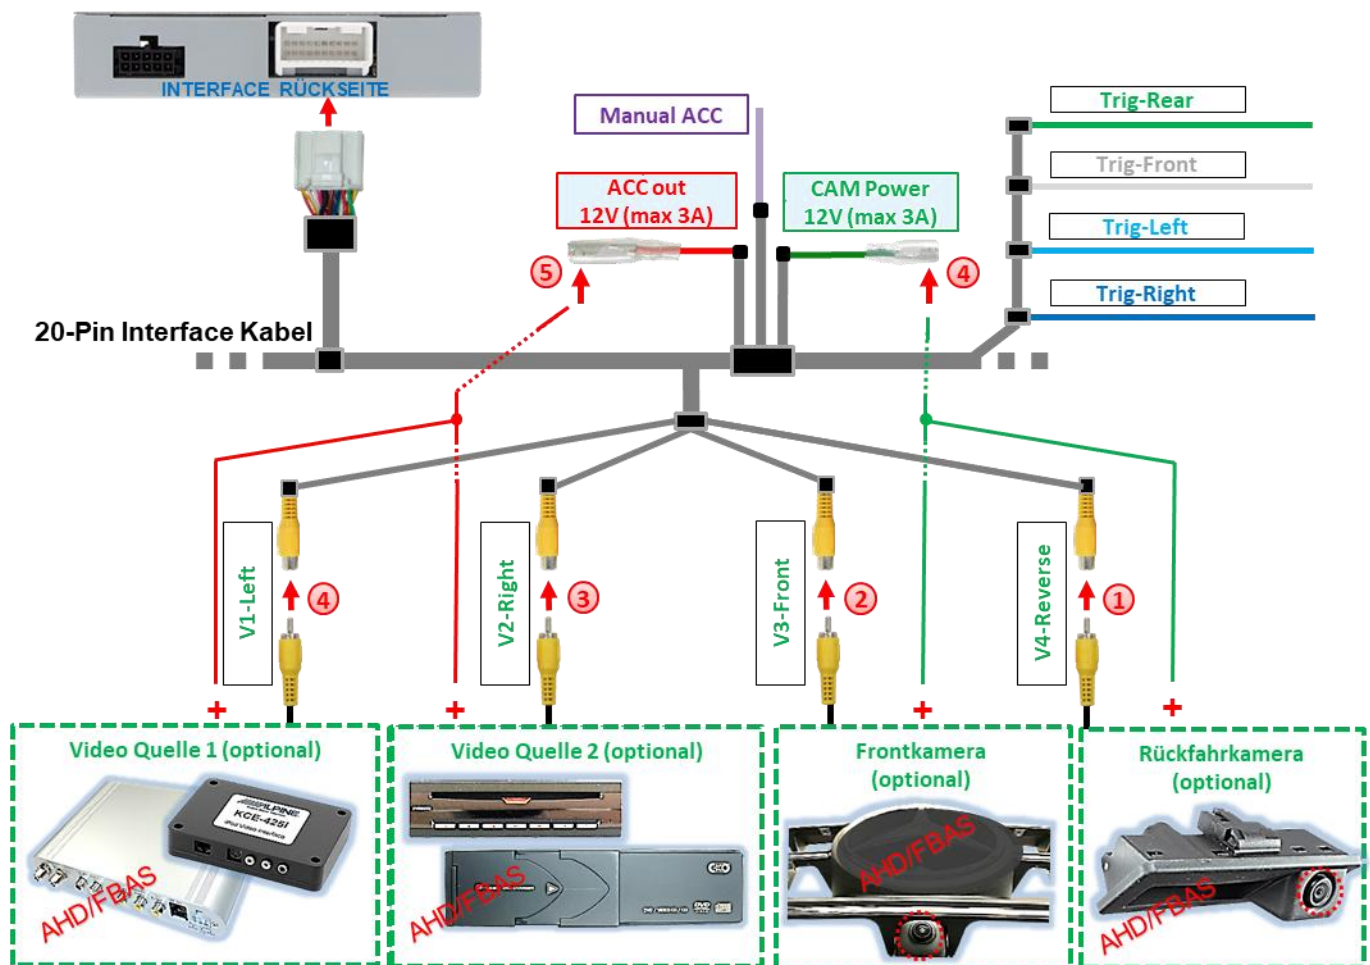 INTERFACE RÜCKSEITE
Manual ACC
Trig-Rear
Trig-Front
Trig-Left
Trig-Right
ACC out
12V (max 3A)
CAM Power
12V (max 3A)
5
4
20-Pin Interface Kabel
V1-Left
4
V2-Right
3
V3-Front
2
V4-Reverse
1
+
+
+
+
Video Quelle 1 (optional)
ALPINE
KCE-425i
iPod Video Interface
AHD/FBAS
Video Quelle 2 (optional)
AHD/FBAS
Frontkamera
(optional)
AHD/FBAS
Rückfahrkamera
(optional)
AHD/FBAS